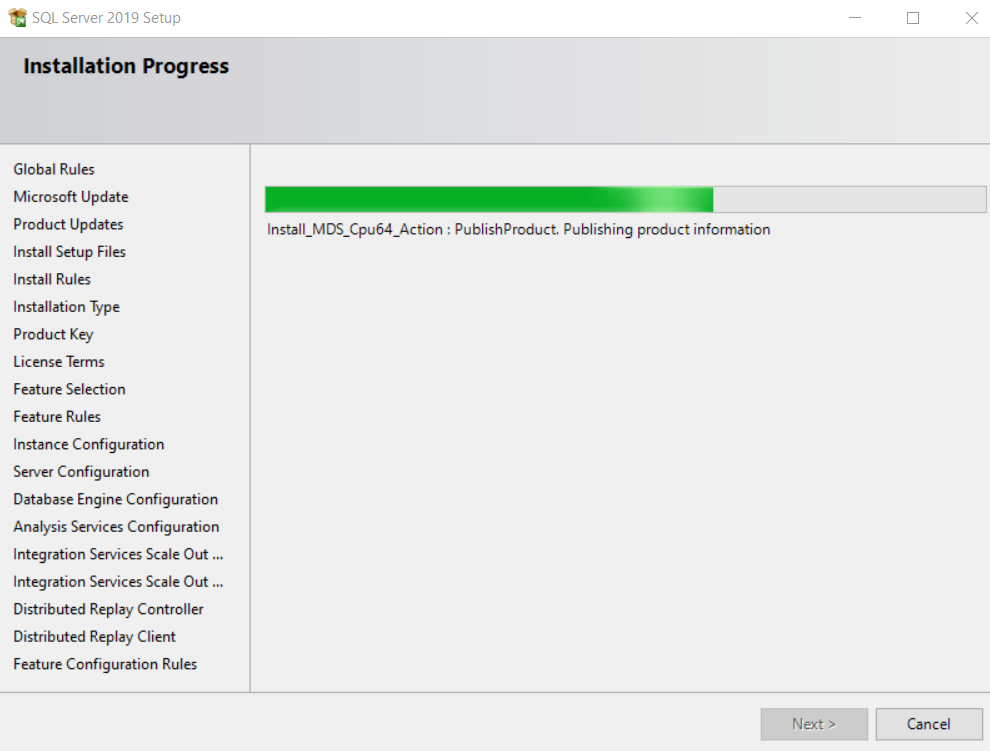 SQL Server 2019 Setup
Installation Progress
Global Rules
Microsoft Update
Product Updates
Install Setup Files
Install Rules
Installation Type
Product Key
License Terms
Feature Selection
Feature Rules
Instance Configuration
Server Configuration
Database Engine Configuration
Analysis Services Configuration
Integration Services Scale Out ...
Integration Services Scale Out ...
Distributed Replay Controller
Distributed Replay Client
Feature Configuration Rules
Install_MDS_Cpu64_Action : PublishProduct. Publishing product information
Next >
Cancel